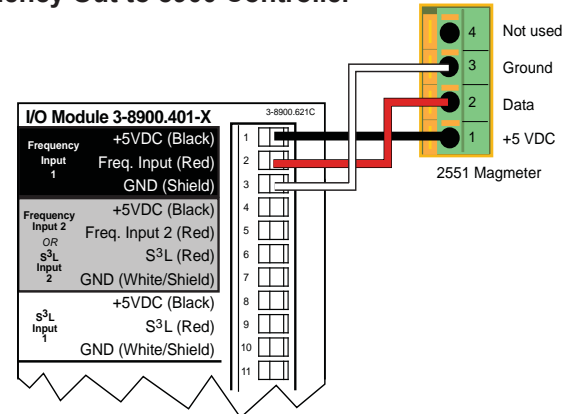 ency Out to 8900 Controller
4 Not used
3 Ground
2 Data
1 +5 VDC
2551 Magmeter
I/O Module 3-8900.401-X
3-8900.621C
Frequency Input 1
+5VDC (Black) 1
Freq. Input (Red) 2
GND (Shield) 3
Frequency Input 2 OR S3L Input 2
+5VDC (Black) 4
Freq. Input 2 (Red) 5
S3L (Red) 6
GND (White/Shield) 7
S3L Input 1
+5VDC (Black) 8
S3L (Red) 9
GND (White/Shield) 10
11